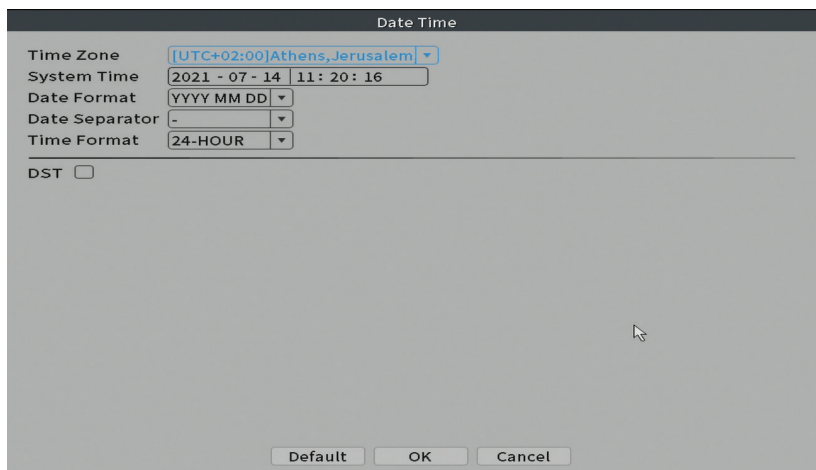 Date Time
Time Zone [UTC+02:00]Athens,Jerusalem
System Time 2021 - 07 - 14 11 : 20 : 16
Date Format YYYY MM DD
Date Separator -
Time Format 24-HOUR
DST
Default OK Cancel